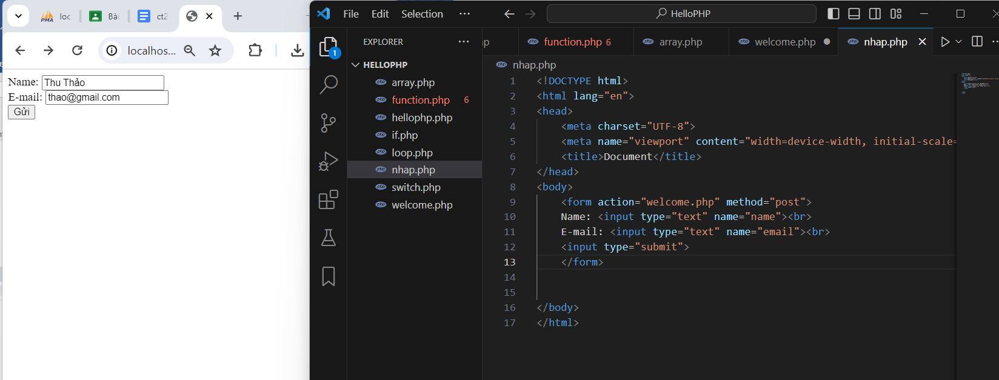 loc
Bài
ct2
localhos...
Name: Thu Thảo
E-mail: thao@gmail.com
Gửi
File Edit Selection ...
HelloPHP
EXPLORER ...
HELLOPHP
array.php
function.php 6
hellophp.php
if.php
loop.php
nhap.php
switch.php
welcome.php
1
function.php 6
array.php
welcome.php
nhap.php
nhap.php
1 <!DOCTYPE html>
2 <html lang="en">
3 <head>
4 <meta charset="UTF-8">
5 <meta name="viewport" content="width=device-width, initial-scale=
6 <title>Document</title>
7 </head>
8 <body>
9 <form action="welcome.php" method="post">
10 Name: <input type="text" name="name"><br>
11 E-mail: <input type="text" name="email"><br>
12 <input type="submit">
13 </form>
14
15
16 </body>
17 </html>